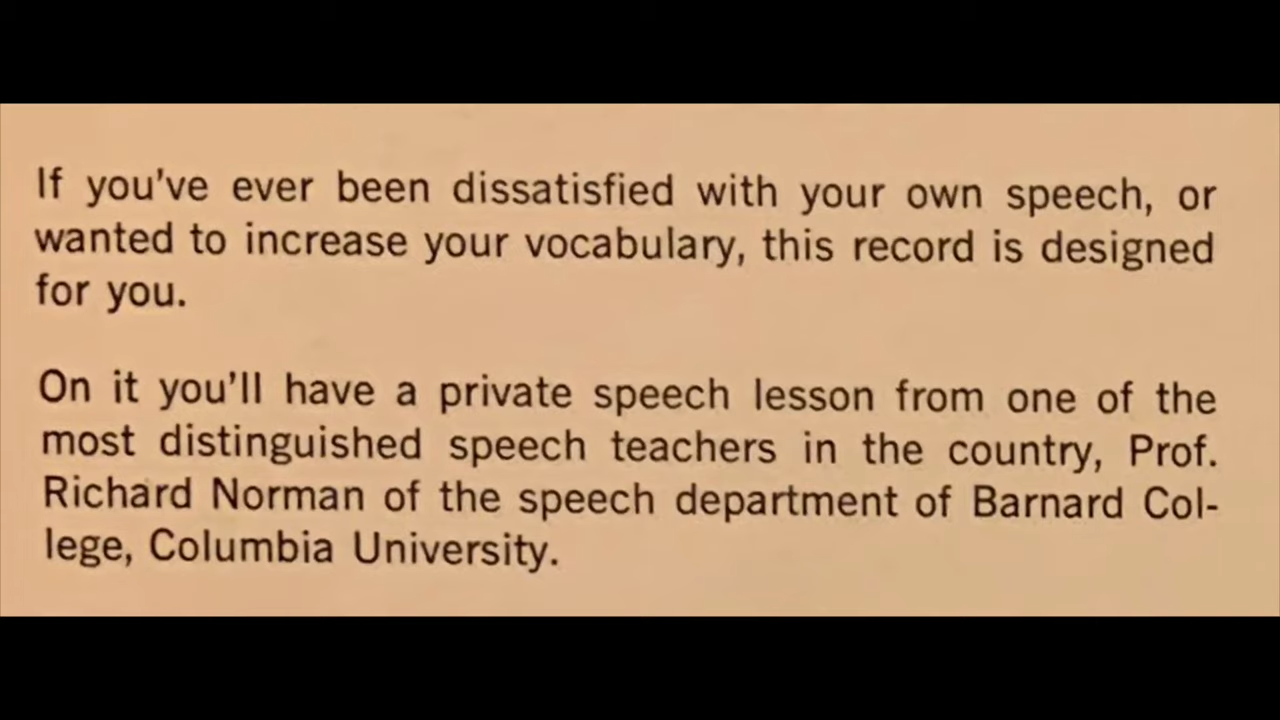 If you've ever been dissatisfied with your own speech, or
wanted to increase your vocabulary, this record is designed
for you.
On it you'll have a private speech lesson from one of the
most distinguished speech teachers in the country, Prof.
Richard Norman of the speech department of Barnard Col-
lege, Columbia University.